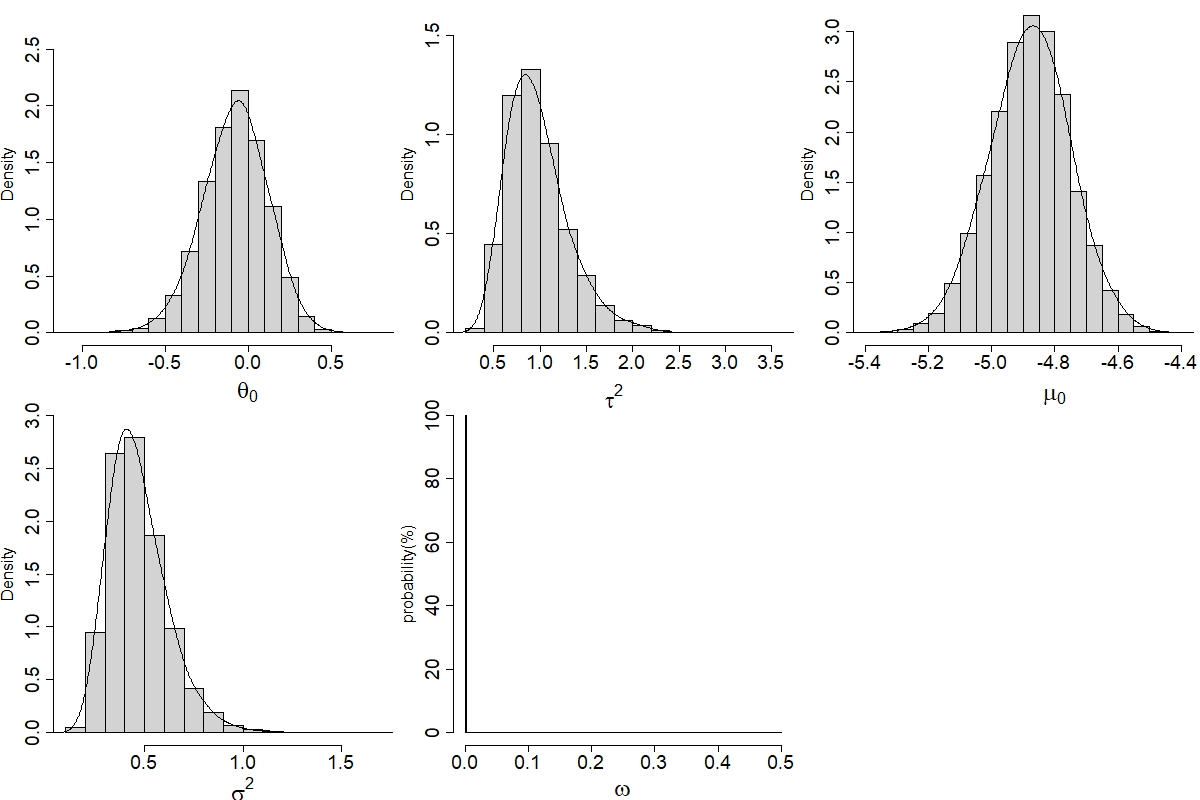 Density
0.0 0.5 1.0 1.5 2.0 2.5
-1.0 -0.5 0.0 0.5
θ0
Density
0.0 0.5 1.0 1.5
0.5 1.0 1.5 2.0 2.5 3.0 3.5
τ2
Density
0.0 0.5 1.0 1.5 2.0 2.5 3.0
-5.4 -5.2 -5.0 -4.8 -4.6 -4.4
μ0
Density
0.0 0.5 1.0 1.5 2.0 2.5 3.0
0.5 1.0 1.5
σ2
probability(%)
0 20 40 60 80 100
0.0 0.1 0.2 0.3 0.4 0.5
ω